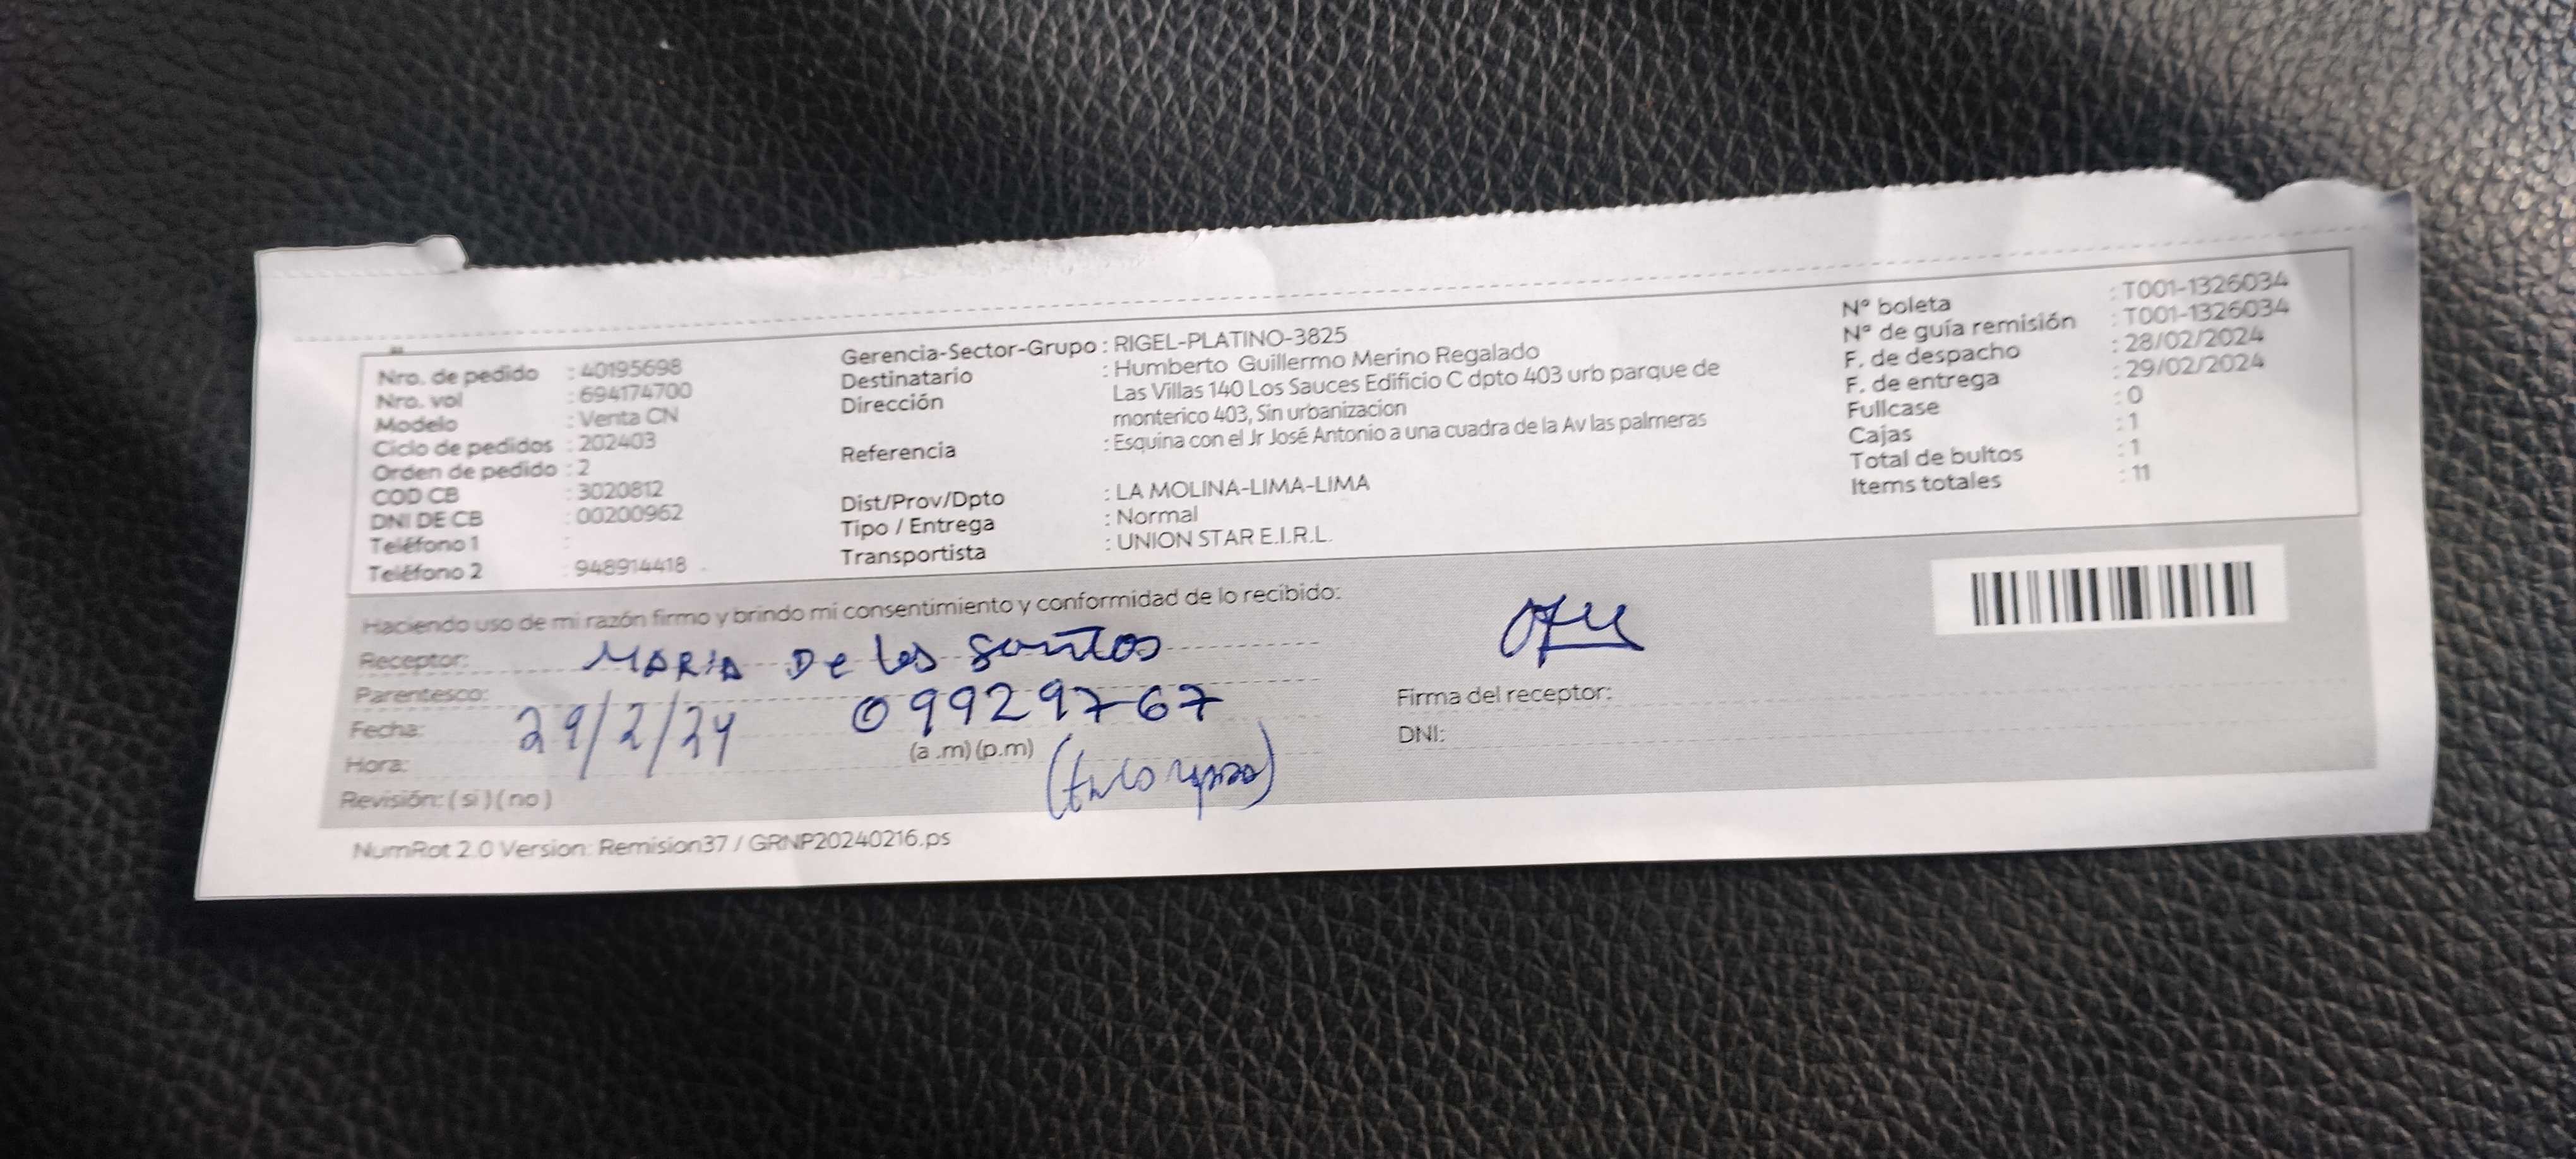 Nro. de pedido : 40195698
Nro. vol : 694174700
Modelo : Venta CN
Ciclo de pedidos : 202403
Orden de pedido : 2
COD CB : 3020812
DNI DE CB : 00200962
Teléfono 1 :
Teléfono 2 : 948914418
Gerencia-Sector-Grupo : RIGEL-PLATINO-3825
Destinatario : Humberto Guillermo Merino Regalado
Dirección : Las Villas 140 Los Sauces Edificio C dpto 403 urb parque de
monterico 403, Sin urbanizacion
Referencia : Esquina con el Jr José Antonio a una cuadra de la Av las palmeras
Dist/Prov/Dpto : LA MOLINA-LIMA-LIMA
Tipo / Entrega : Normal
Transportista : UNION STAR E.I.R.L.
N° boleta : T001-1326034
N° de guía remisión : T001-1326034
F. de despacho : 28/02/2024
F. de entrega : 29/02/2024
Fullcase : 0
Cajas : 1
Total de bultos : 1
Items totales : 11
Haciendo uso de mi razón firmo y brindo mi consentimiento y conformidad de lo recibido:
Receptor: MARIA De los Santos
Parentesco: 09929767
Fecha: 29/2/24
Hora: (a .m) (p.m)
Revisión: ( si ) ( no )
Firma del receptor:
DNI:
NumRot 2.0 Version: Remision37 / GRNP20240216.ps